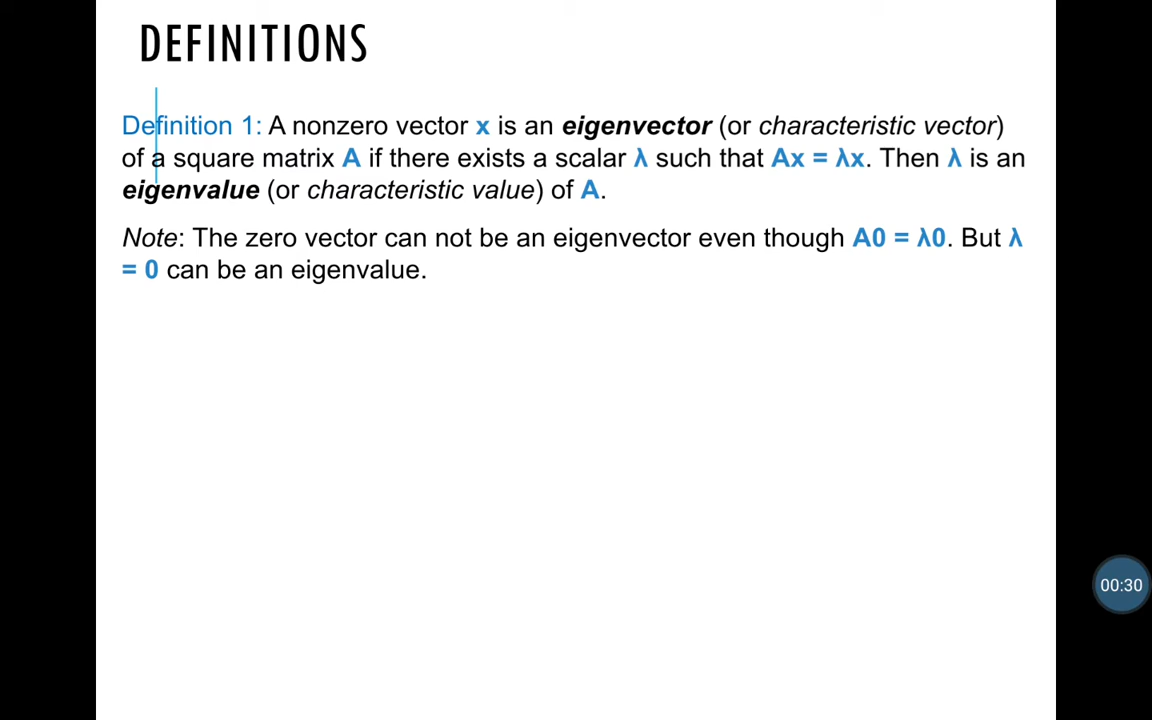 DEFINITIONS
Definition 1: A nonzero vector x is an eigenvector (or characteristic vector)
of a square matrix A if there exists a scalar λ such that Ax = λx. Then λ is an
eigenvalue (or characteristic value) of A.
Note: The zero vector can not be an eigenvector even though A0 = λ0. But λ
= 0 can be an eigenvalue.
00:30